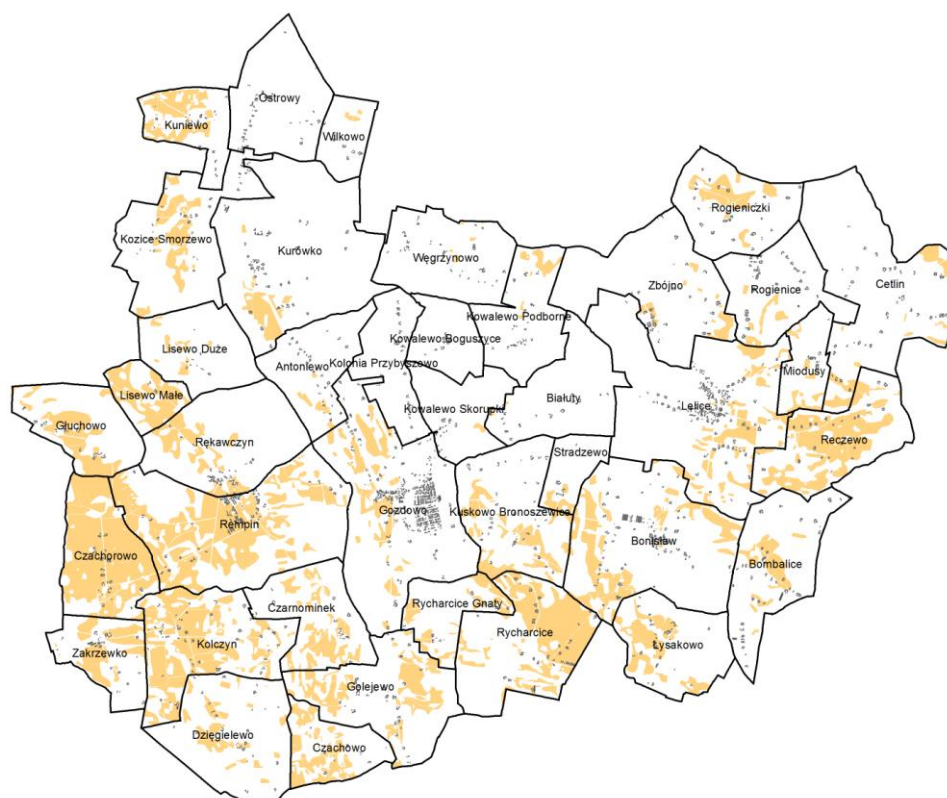 Ostrowy
Kuniewo
Wilkowo
Rogieniczki
Kozice Smorzewo
Kurówko
Węgrzynowo
Zbójno
Rogienice
Cetlin
Kowalewo Podborne
Kowalewo Boguszyce
Lisewo Duże
Antoniewo
Kolonia Przybyszewo
Miodusy
Lisewo Małe
Białuty
Lelice
Kowalewo Skorupki
Głuchowo
Rękawczyn
Reczewo
Stradzewo
Gozdowo
Kuskowo Bronoszewice
Rempin
Bonisław
Czachorowo
Bombalice
Rycharcice Gnaty
Czarnominek
Rycharcice
Zakrzewko
Kolczyn
Łysakowo
Golejewo
Dzięgielewo
Czachowo